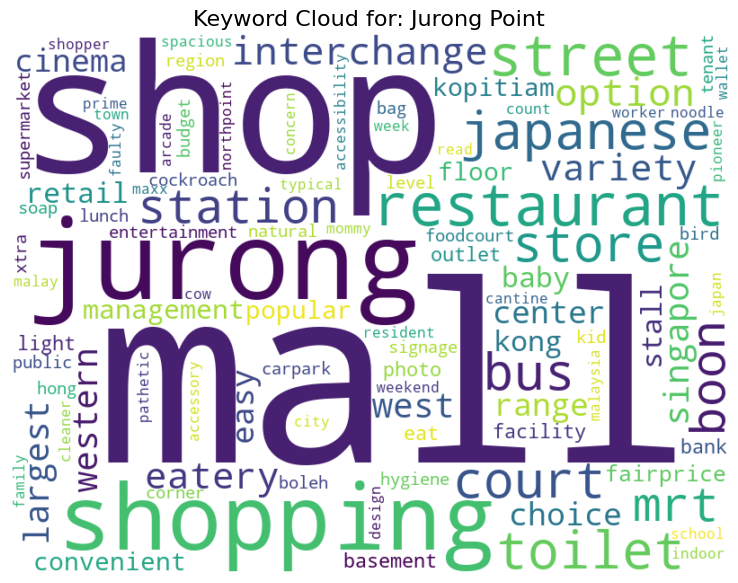 Keyword Cloud for: Jurong Point
shopper
spacious
cinema
region
interchange
street
tenant
wallet
supermarket
shop
prime
town
faulty
arcade
budget
northpoint
concern
accessibility
bag
week
kopitiam
option
count
worker
noodle
read
japanese
pioneer
retail
maxx
cockroach
typical
level
floor
variety
soap
lunch
station
restaurant
xtra
jurong
entertainment
natural
mommy
foodcourt
outlet
store
bird
malay
cow
baby
singapore
japan
management
popular
cantine
center
stall
boon
light
public
mall
resident
signage
kong
kid
malaysia
hong
western
pathetic
accessory
easy
carpark
photo
weekend
bus
cleaner
city
west
range
eat
facility
bank
family
largest
eatery
corner
boleh
design
hygiene
court
fairprice
choice
mrt
shopping
toilet
school
indoor
convenient
basement